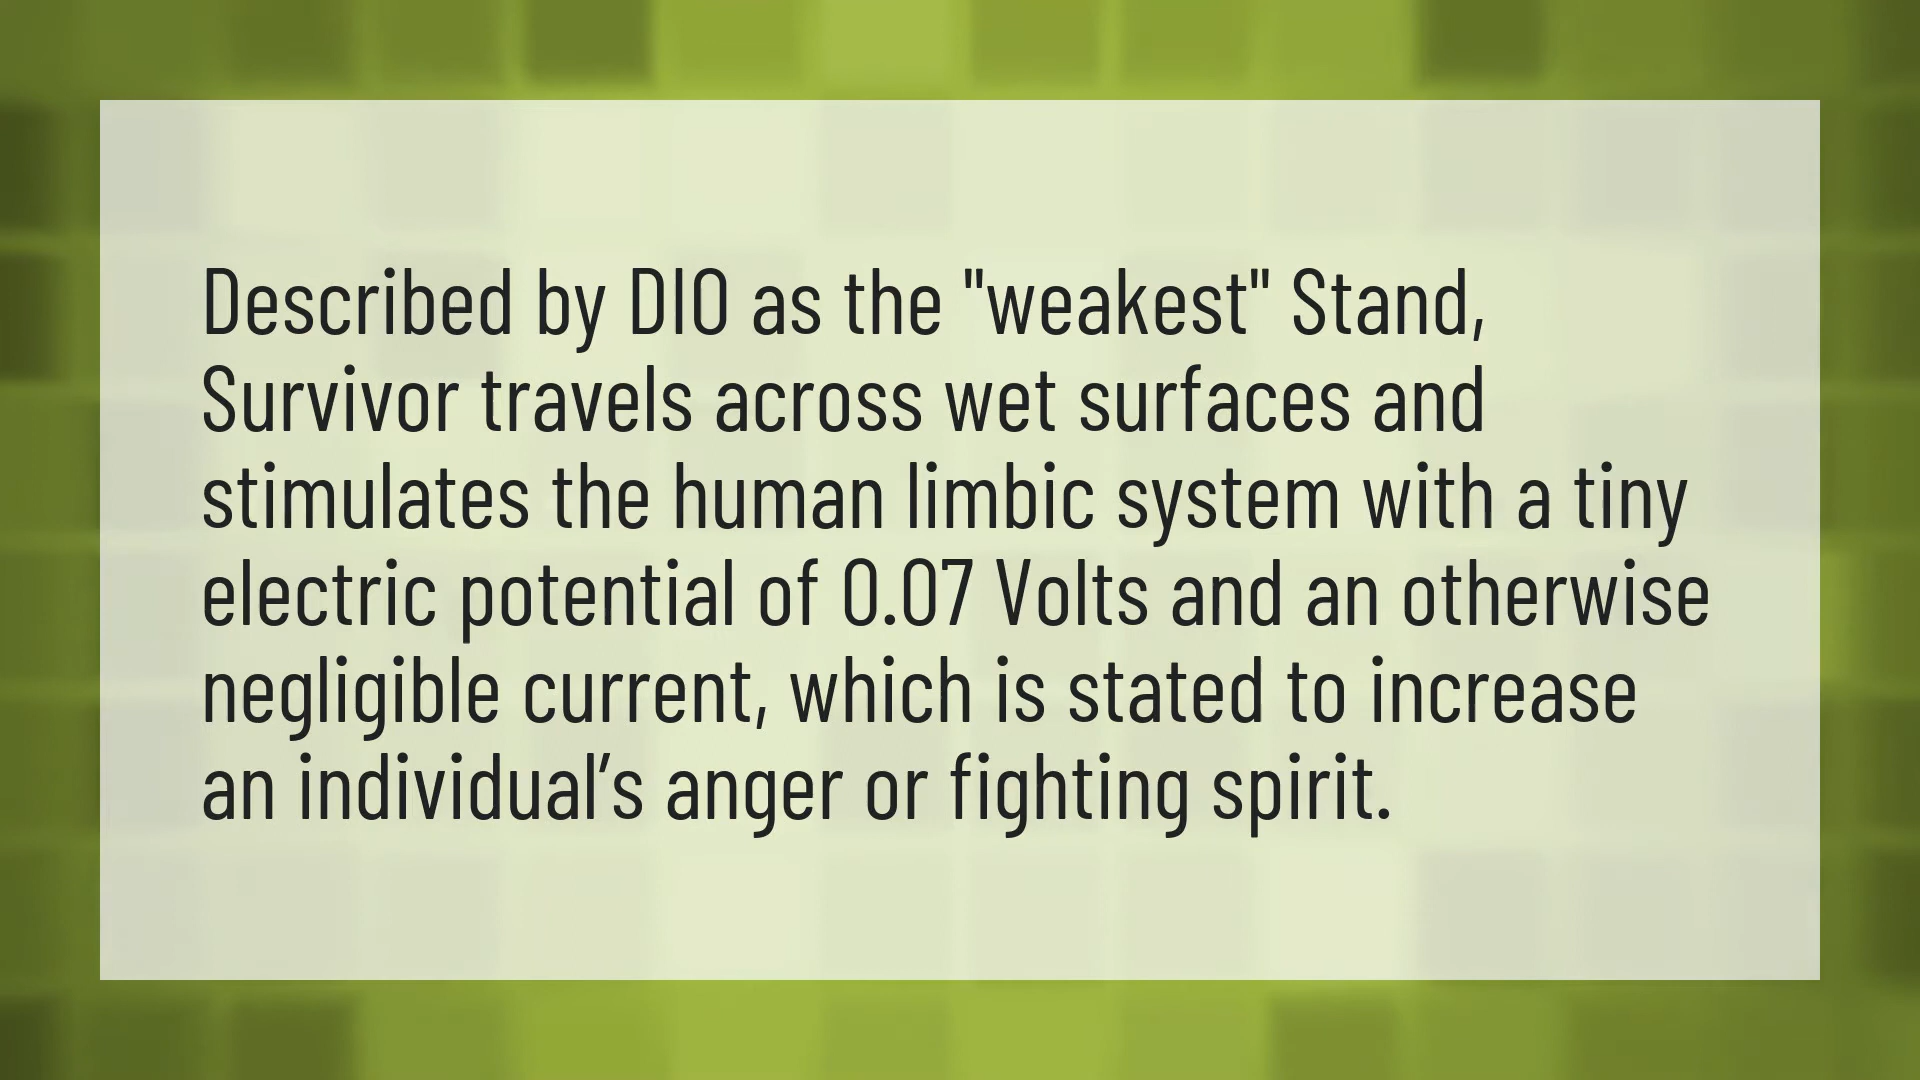 Described by DIO as the "weakest" Stand,
Survivor travels across wet surfaces and
stimulates the human limbic system with a tiny
electric potential of 0.07 Volts and an otherwise
negligible current, which is stated to increase
an individual’s anger or fighting spirit.